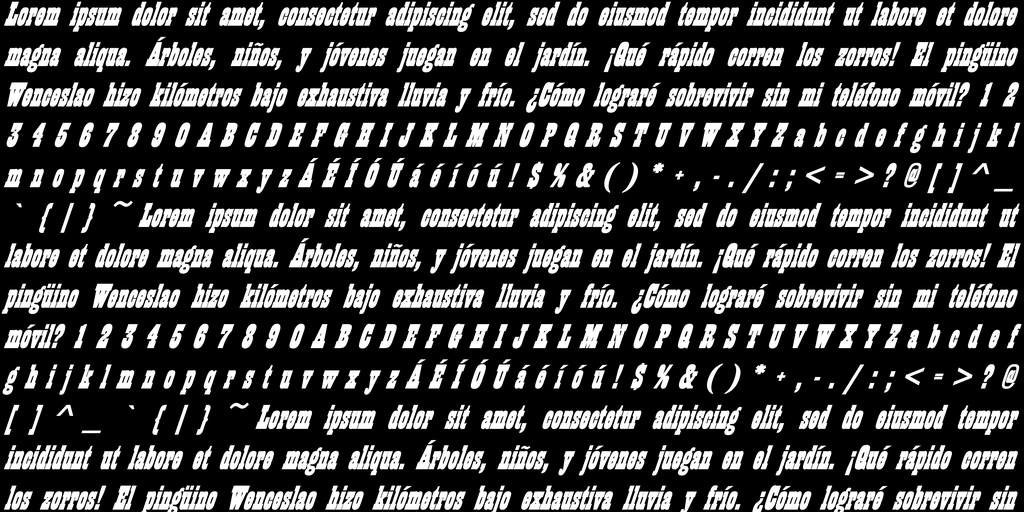 Lorem ipsum dolor sit amet, consectetur adipiscing elit, sed do eiusmod tempor incididunt ut labore et dolore
magna aliqua. Árboles, niños, y jóvenes juegan en el jardín. ¡Qué rápido corren los zorros! El pingüino
Wenceslao hizo kilómetros bajo exhaustiva lluvia y frío. ¿Cómo lograré sobrevivir sin mi teléfono móvil? 1 2
3 4 5 6 7 8 9 0 A B C D E F G H I J K L M N O P Q R S T U V W X Y Z a b c d e f g h i j k l
m n o p q r s t u v w x y z Á É Í Ó Ú á é í ó ú ! $ % & ( ) * + , - . / : ; < = > ? @ [ ] ^ _
` { | } ~ Lorem ipsum dolor sit amet, consectetur adipiscing elit, sed do eiusmod tempor incididunt ut
labore et dolore magna aliqua. Árboles, niños, y jóvenes juegan en el jardín. ¡Qué rápido corren los zorros! El
pingüino Wenceslao hizo kilómetros bajo exhaustiva lluvia y frío. ¿Cómo lograré sobrevivir sin mi teléfono
móvil? 1 2 3 4 5 6 7 8 9 0 A B C D E F G H I J K L M N O P Q R S T U V W X Y Z a b c d e f
g h i j k l m n o p q r s t u v w x y z Á É Í Ó Ú á é í ó ú ! $ % & ( ) * + , - . / : ; < = > ? @
[ ] ^ _ ` { | } ~ Lorem ipsum dolor sit amet, consectetur adipiscing elit, sed do eiusmod tempor
incididunt ut labore et dolore magna aliqua. Árboles, niños, y jóvenes juegan en el jardín. ¡Qué rápido corren
los zorros! El pingüino Wenceslao hizo kilómetros bajo exhaustiva lluvia y frío. ¿Cómo lograré sobrevivir sin